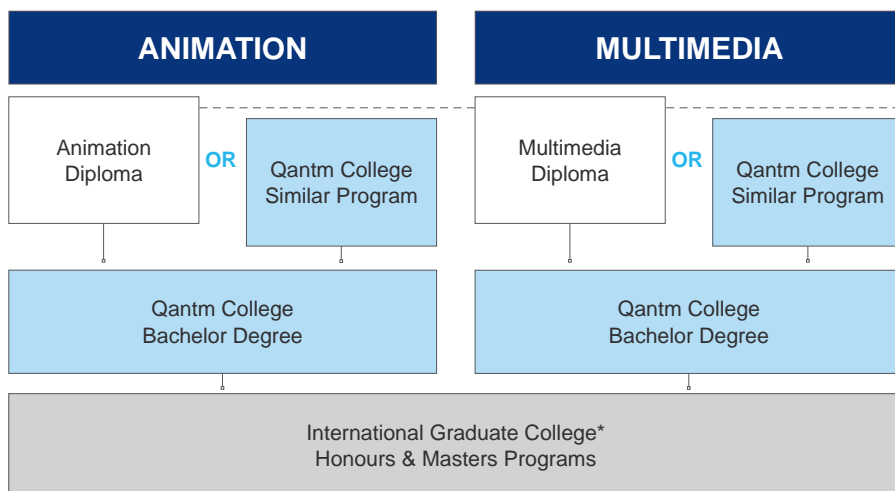 ANIMATION
MULTIMEDIA
Animation
Diploma
OR
Qantm College
Similar Program
Multimedia
Diploma
OR
Qantm College
Similar Program
Qantm College
Bachelor Degree
Qantm College
Bachelor Degree
International Graduate College*
Honours & Masters Programs